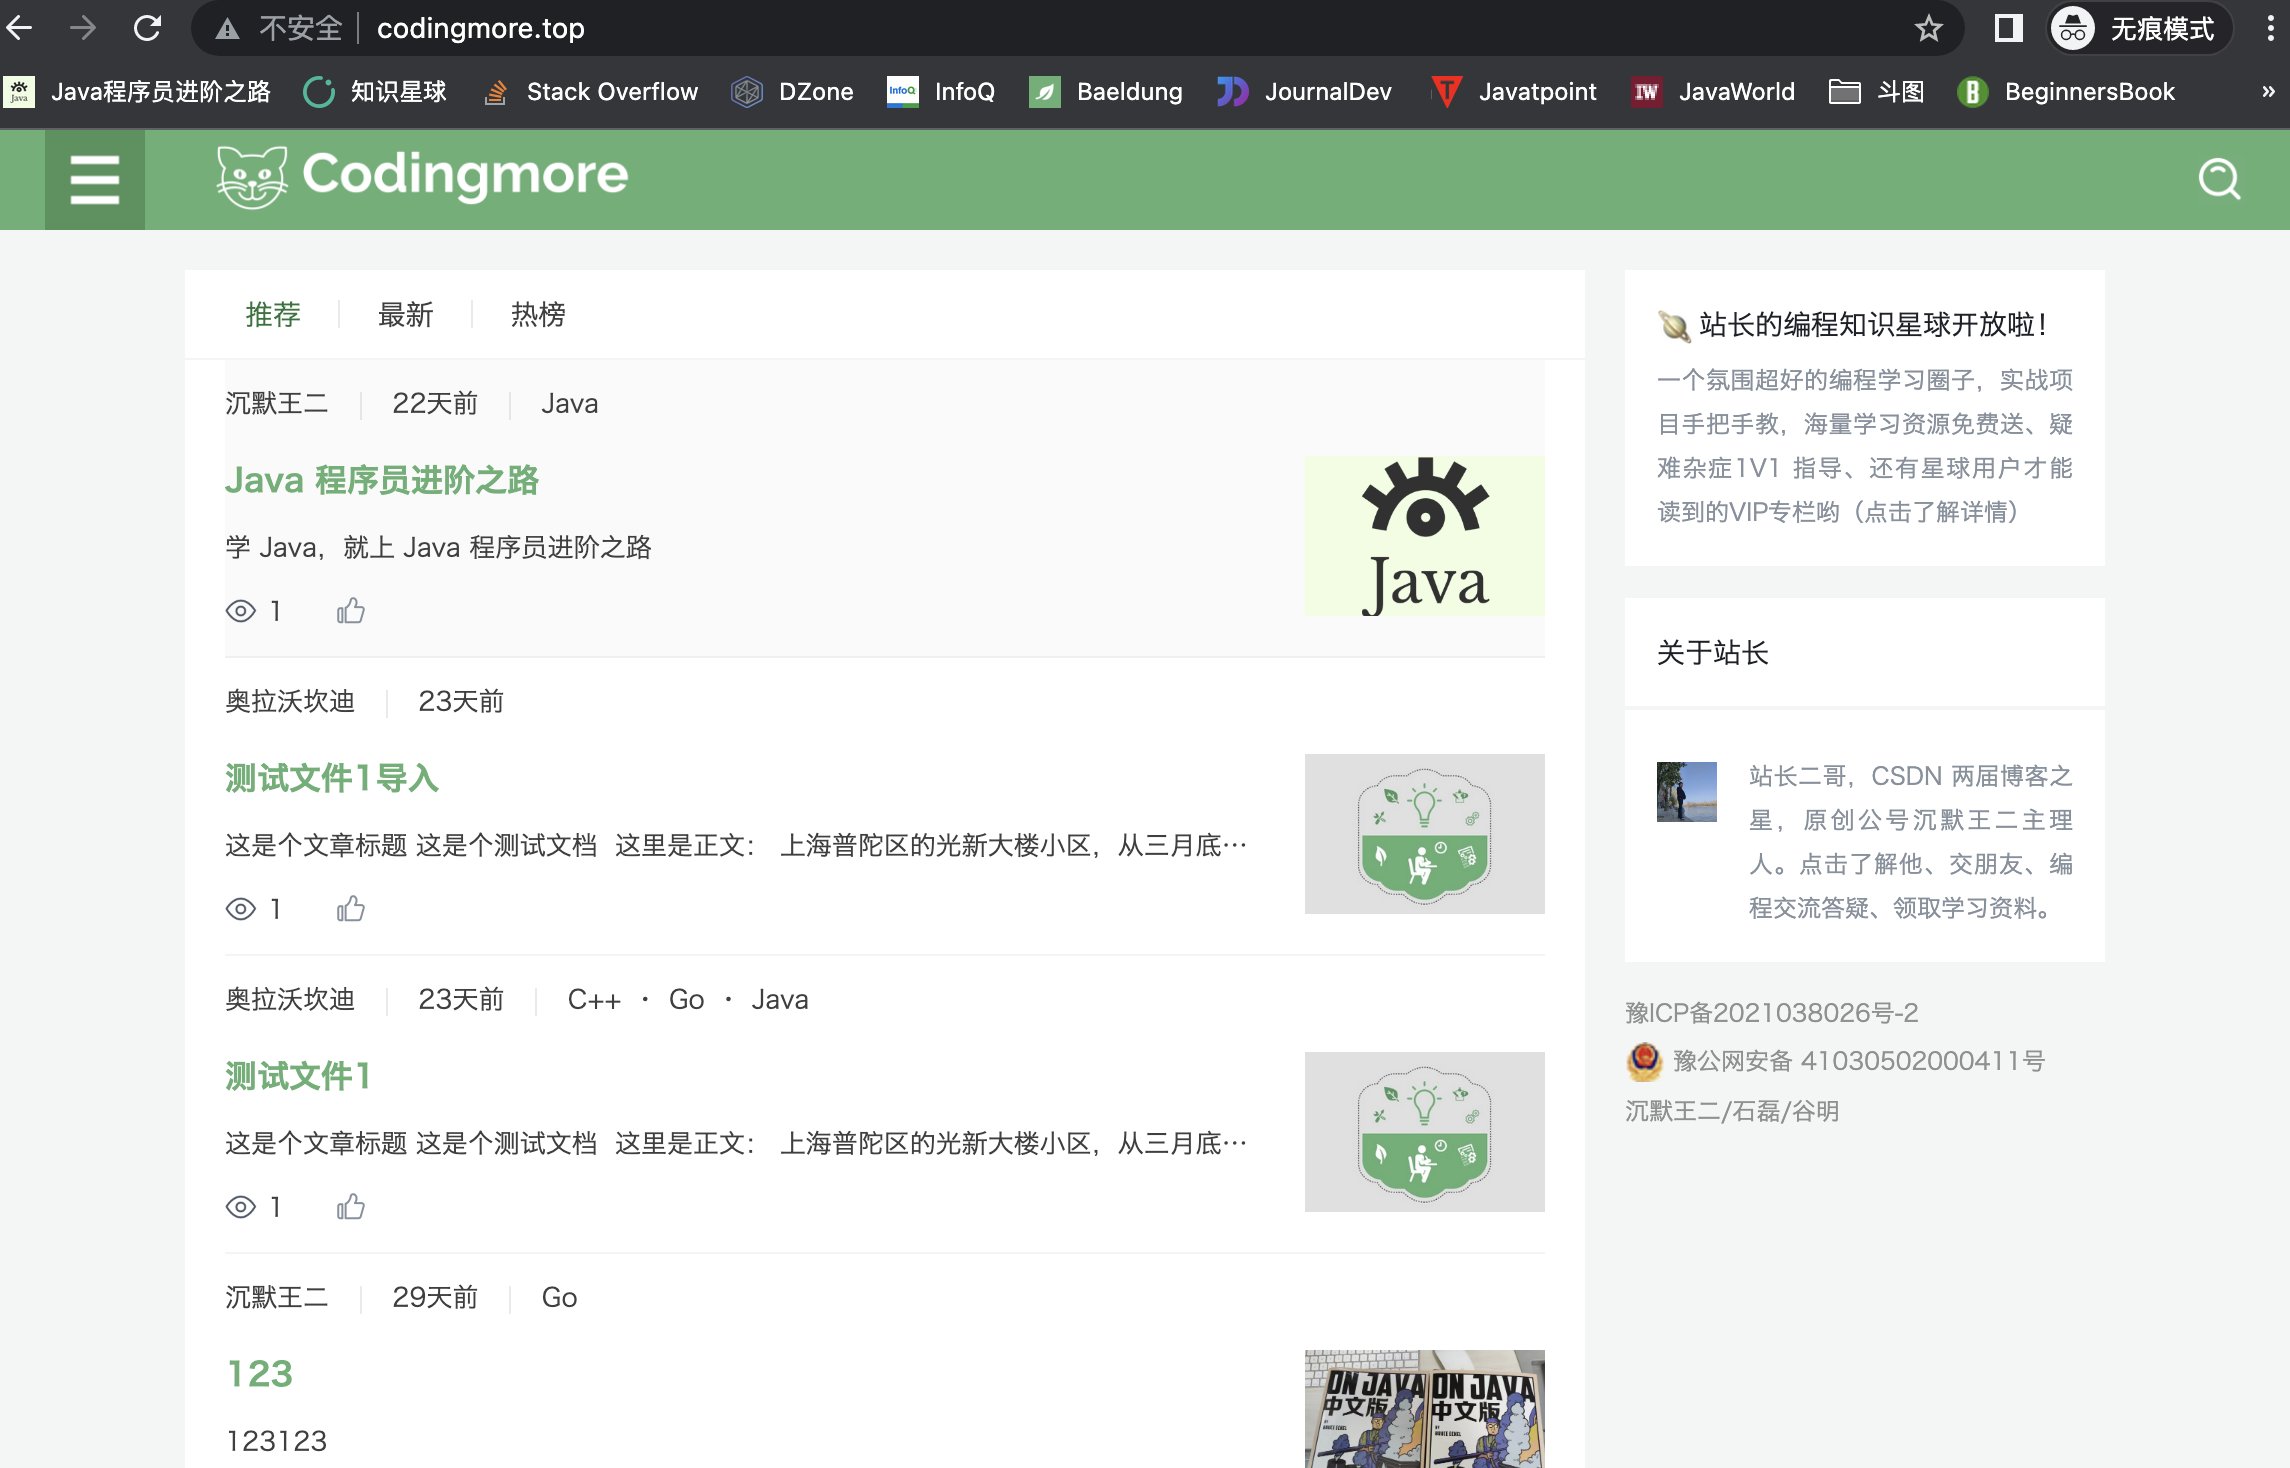 不安全 codingmore.top 无痕模式
Java程序员进阶之路 知识星球 Stack Overflow DZone InfoQ Baeldung JournalDev Javatpoint JavaWorld 斗图 BeginnersBook »
Codingmore
推荐 最新 热榜
沉默王二 22天前 Java
Java 程序员进阶之路
学 Java，就上 Java 程序员进阶之路
1
Java
奥拉沃坎迪 23天前
测试文件1导入
这是个文章标题 这是个测试文档 这里是正文： 上海普陀区的光新大楼小区，从三月底…
1
奥拉沃坎迪 23天前 C++ · Go · Java
测试文件1
这是个文章标题 这是个测试文档 这里是正文： 上海普陀区的光新大楼小区，从三月底…
1
沉默王二 29天前 Go
123
123123
ON JAVA
中文版
BRUCE ECKEL
ON JAVA
中文版
BRUCE ECKEL
站长的编程知识星球开放啦！
一个氛围超好的编程学习圈子，实战项
目手把手教，海量学习资源免费送、疑
难杂症1V1 指导、还有星球用户才能
读到的VIP专栏哟（点击了解详情）
关于站长
站长二哥，CSDN 两届博客之
星，原创公号沉默王二主理
人。点击了解他、交朋友、编
程交流答疑、领取学习资料。
豫ICP备2021038026号-2
豫公网安备 41030502000411号
沉默王二/石磊/谷明